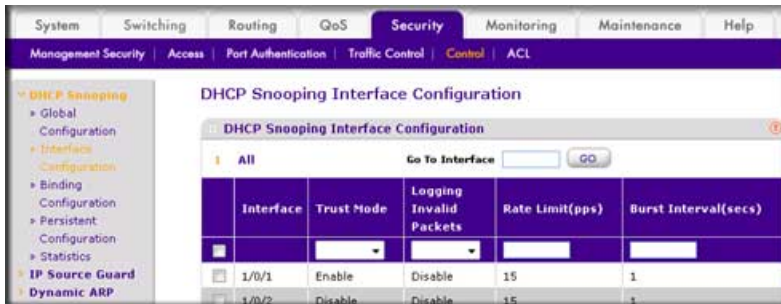 System Switching Routing QoS Security Monitoring Maintenance Help
Management Security | Access | Port Authentication | Traffic Control | Control | ACL
DHCP Snooping
Global
Configuration
Interface
Configuration
Binding
Configuration
Persistent
Configuration
Statistics
IP Source Guard
Dynamic ARP
DHCP Snooping Interface Configuration
DHCP Snooping Interface Configuration
1 All Go To Interface GO
Interface Trust Mode Logging Invalid Packets Rate Limit(pps) Burst Interval(secs)
1/0/1 Enable Disable 15 1
1/0/2 Disable Disable 15 1